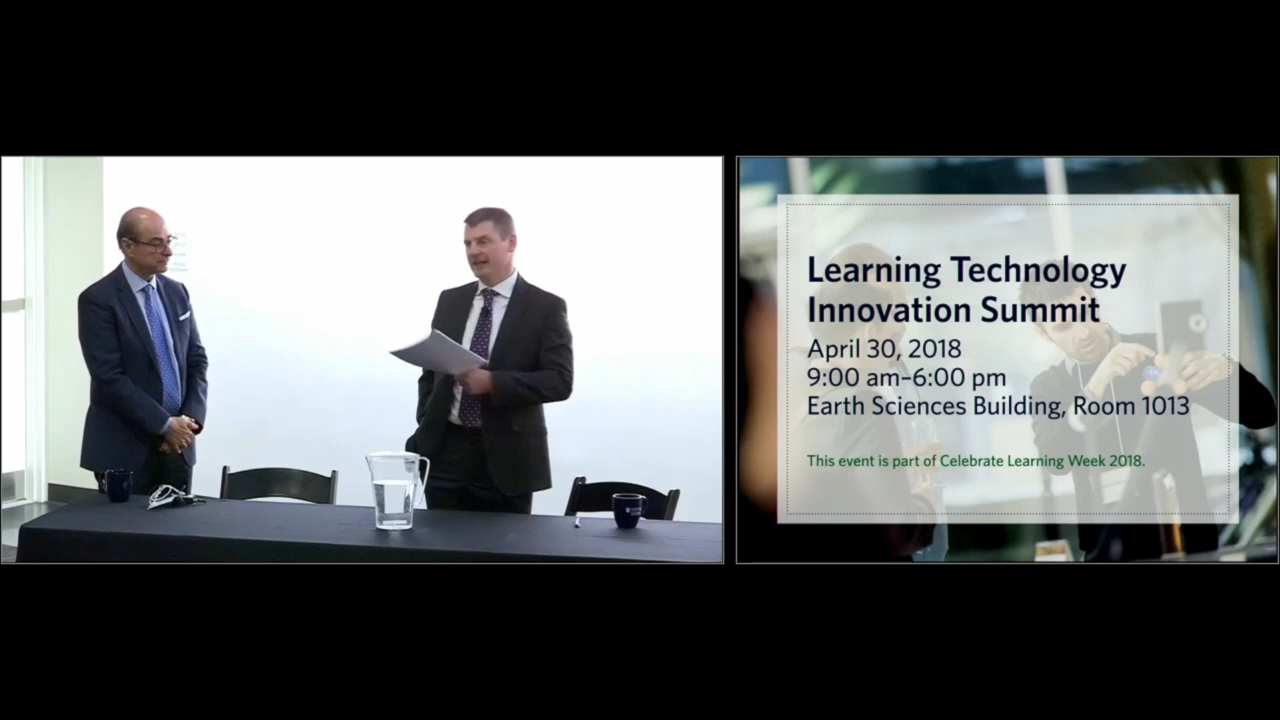 Learning Technology
Innovation Summit
April 30, 2018
9:00 am–6:00 pm
Earth Sciences Building, Room 1013
This event is part of Celebrate Learning Week 2018.